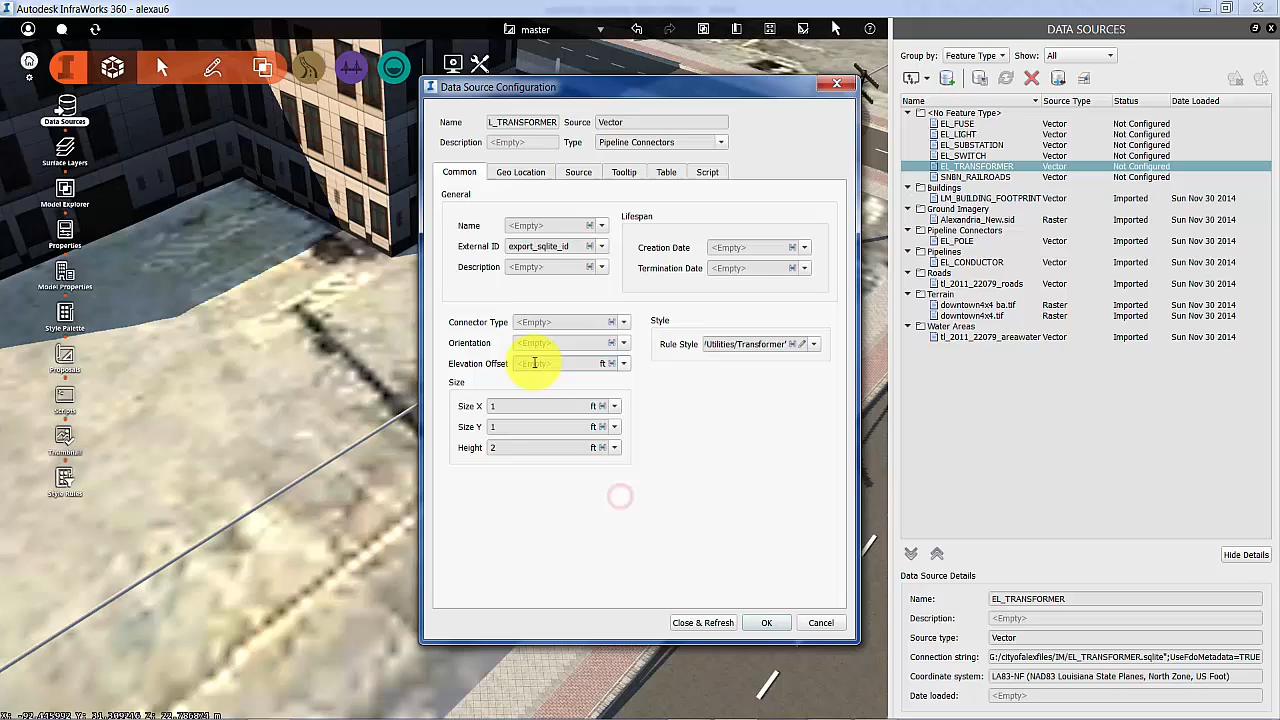 Autodesk InfraWorks 360 - alexau6
master
Data Sources
Surface Layers
Model Explorer
Properties
Model Properties
Style Palette
Proposals
Scripts
Thumbnail
Style Rules
Data Source Configuration
Name L_TRANSFORMER Source Vector
Description <Empty> Type Pipeline Connectors
Common Geo Location Source Tooltip Table Script
General
Name <Empty>
External ID export_sqlite_id
Description <Empty>
Lifespan
Creation Date <Empty>
Termination Date <Empty>
Connector Type <Empty>
Orientation <Empty>
Elevation Offset <Empty> ft
Style
Rule Style /Utilities/Transformer'
Size
Size X 1 ft
Size Y 1 ft
Height 2 ft
Close & Refresh OK Cancel
DATA SOURCES
Group by: Feature Type Show: All
Name Source Type Status Date Loaded
<No Feature Type>
EL_FUSE Vector Not Configured
EL_LIGHT Vector Not Configured
EL_SUBSTATION Vector Not Configured
EL_SWITCH Vector Not Configured
EL_TRANSFORMER Vector Not Configured
SNBN_RAILROADS Vector Not Configured
Buildings
LM_BUILDING_FOOTPRINT Vector Imported Sun Nov 30 2014
Ground Imagery
Alexandria_New.sid Raster Imported Sun Nov 30 2014
Pipeline Connectors
EL_POLE Vector Imported Sun Nov 30 2014
Pipelines
EL_CONDUCTOR Vector Imported Sun Nov 30 2014
Roads
tl_2011_22079_roads Vector Imported Sun Nov 30 2014
Terrain
downtown4x4 ba.tif Raster Imported Sun Nov 30 2014
downtown4x4.tif Raster Imported Sun Nov 30 2014
Water Areas
tl_2011_22079_areawater Vector Imported Sun Nov 30 2014
Hide Details
Data Source Details
Name: EL_TRANSFORMER
Description: <Empty>
Source type: Vector
Connection string: G:/cityofalexfiles/IM/EL_TRANSFORMER.sqlite";UseFdoMetadata=TRUE
Coordinate system: LA83-NF (NAD83 Louisiana State Planes, North Zone, US Foot)
Date loaded: <Empty>